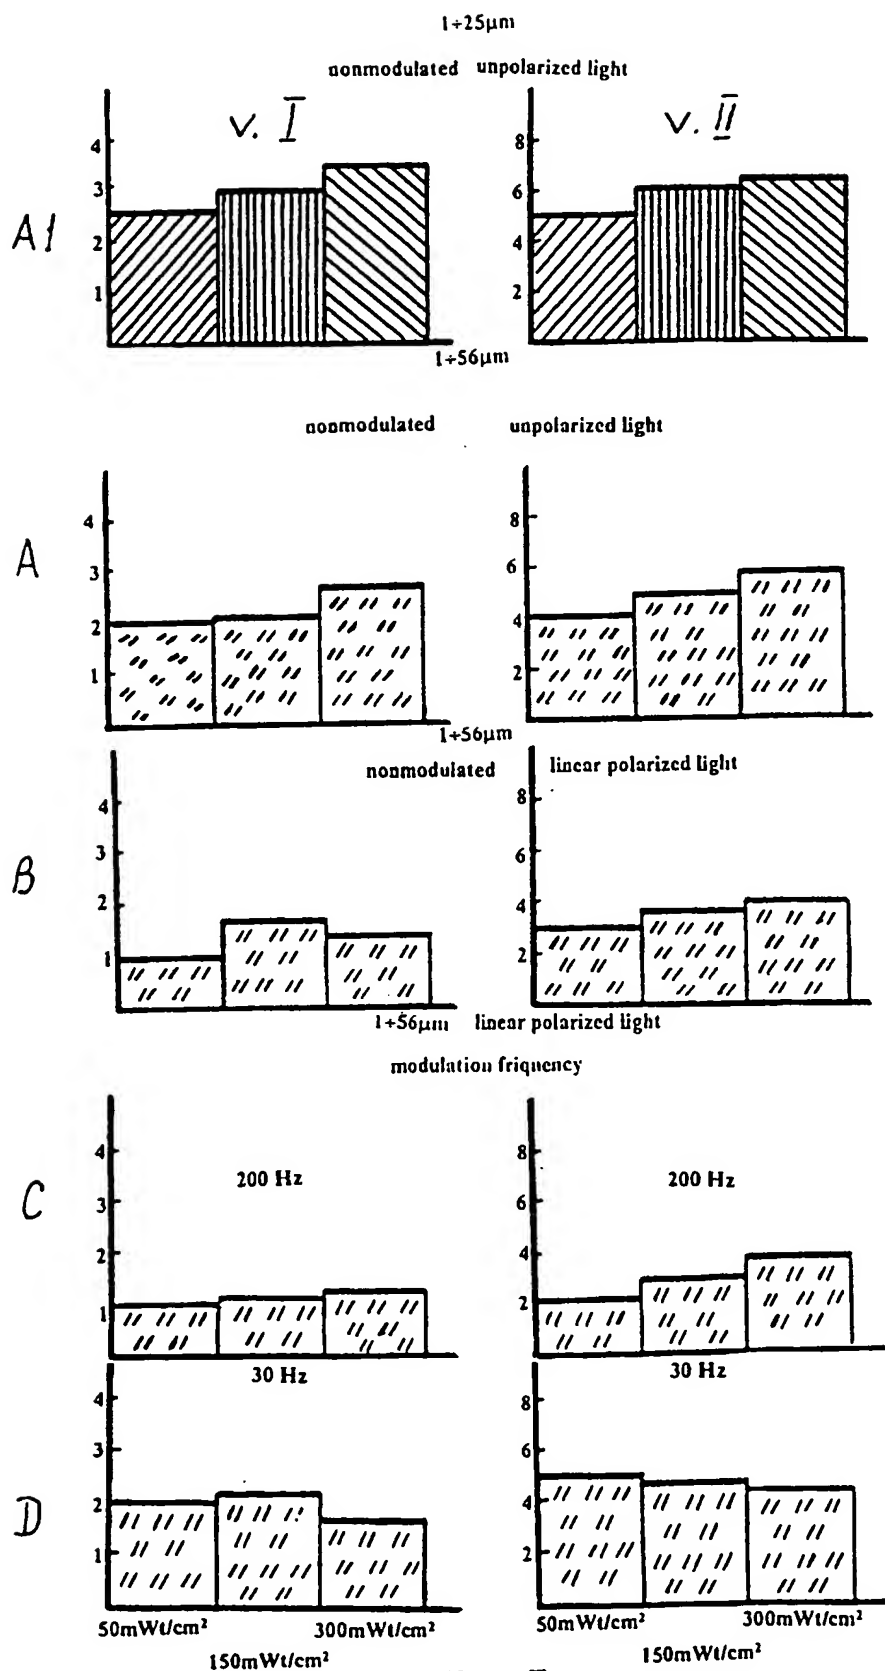 1÷25μm
nonmodulated unpolarized light
v. I
v. II
A1
4
3
2
1
8
6
4
2
1÷56μm
nonmodulated unpolarized light
A
4
3
2
1
8
6
4
2
1÷56μm
nonmodulated linear polarized light
B
4
3
2
1
8
6
4
2
1÷56μm linear polarized light
modulation friquency
C
4
3
2
1
200 Hz
8
6
4
2
200 Hz
D
30 Hz
4
3
2
1
30 Hz
8
6
4
2
50mWt/cm² 300mWt/cm² 300mWt/cm²
150mWt/cm² 150mWt/cm²